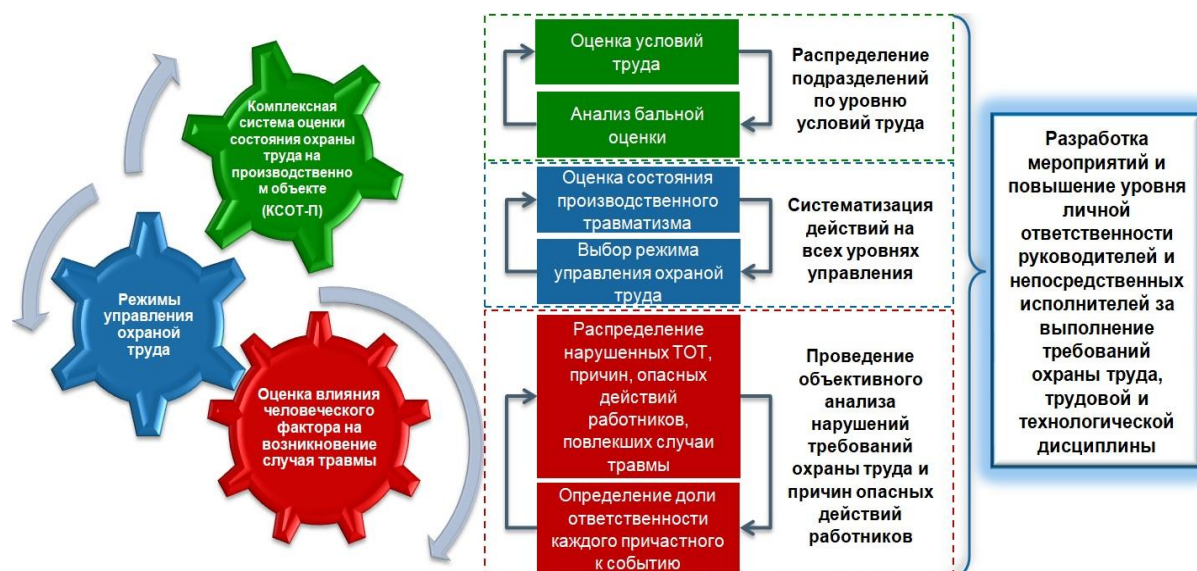 Комплексная
система оценки
состояния охраны
труда на
производственно
м объекте
(КСОТ-П)
Режимы
управления
охраной
труда
Оценка влияния
человеческого
фактора на
возникновение
случая травмы
Оценка условий
труда
Анализ бальной
оценки
Распределение
подразделений
по уровню
условий труда
Оценка состояния
производственного
травматизма
Выбор режима
управления охраной
труда
Систематизация
действий на
всех уровнях
управления
Распределение
нарушенных ТОТ,
причин, опасных
действий
работников,
повлекших случаи
травмы
Определение доли
ответственности
каждого причастного
к событию
Проведение
объективного
анализа
нарушений
требований
охраны труда и
причин опасных
действий
работников
Разработка
мероприятий и
повышение уровня
личной
ответственности
руководителей и
непосредственных
исполнителей за
выполнение
требований
охраны труда,
трудовой и
технологической
дисциплины